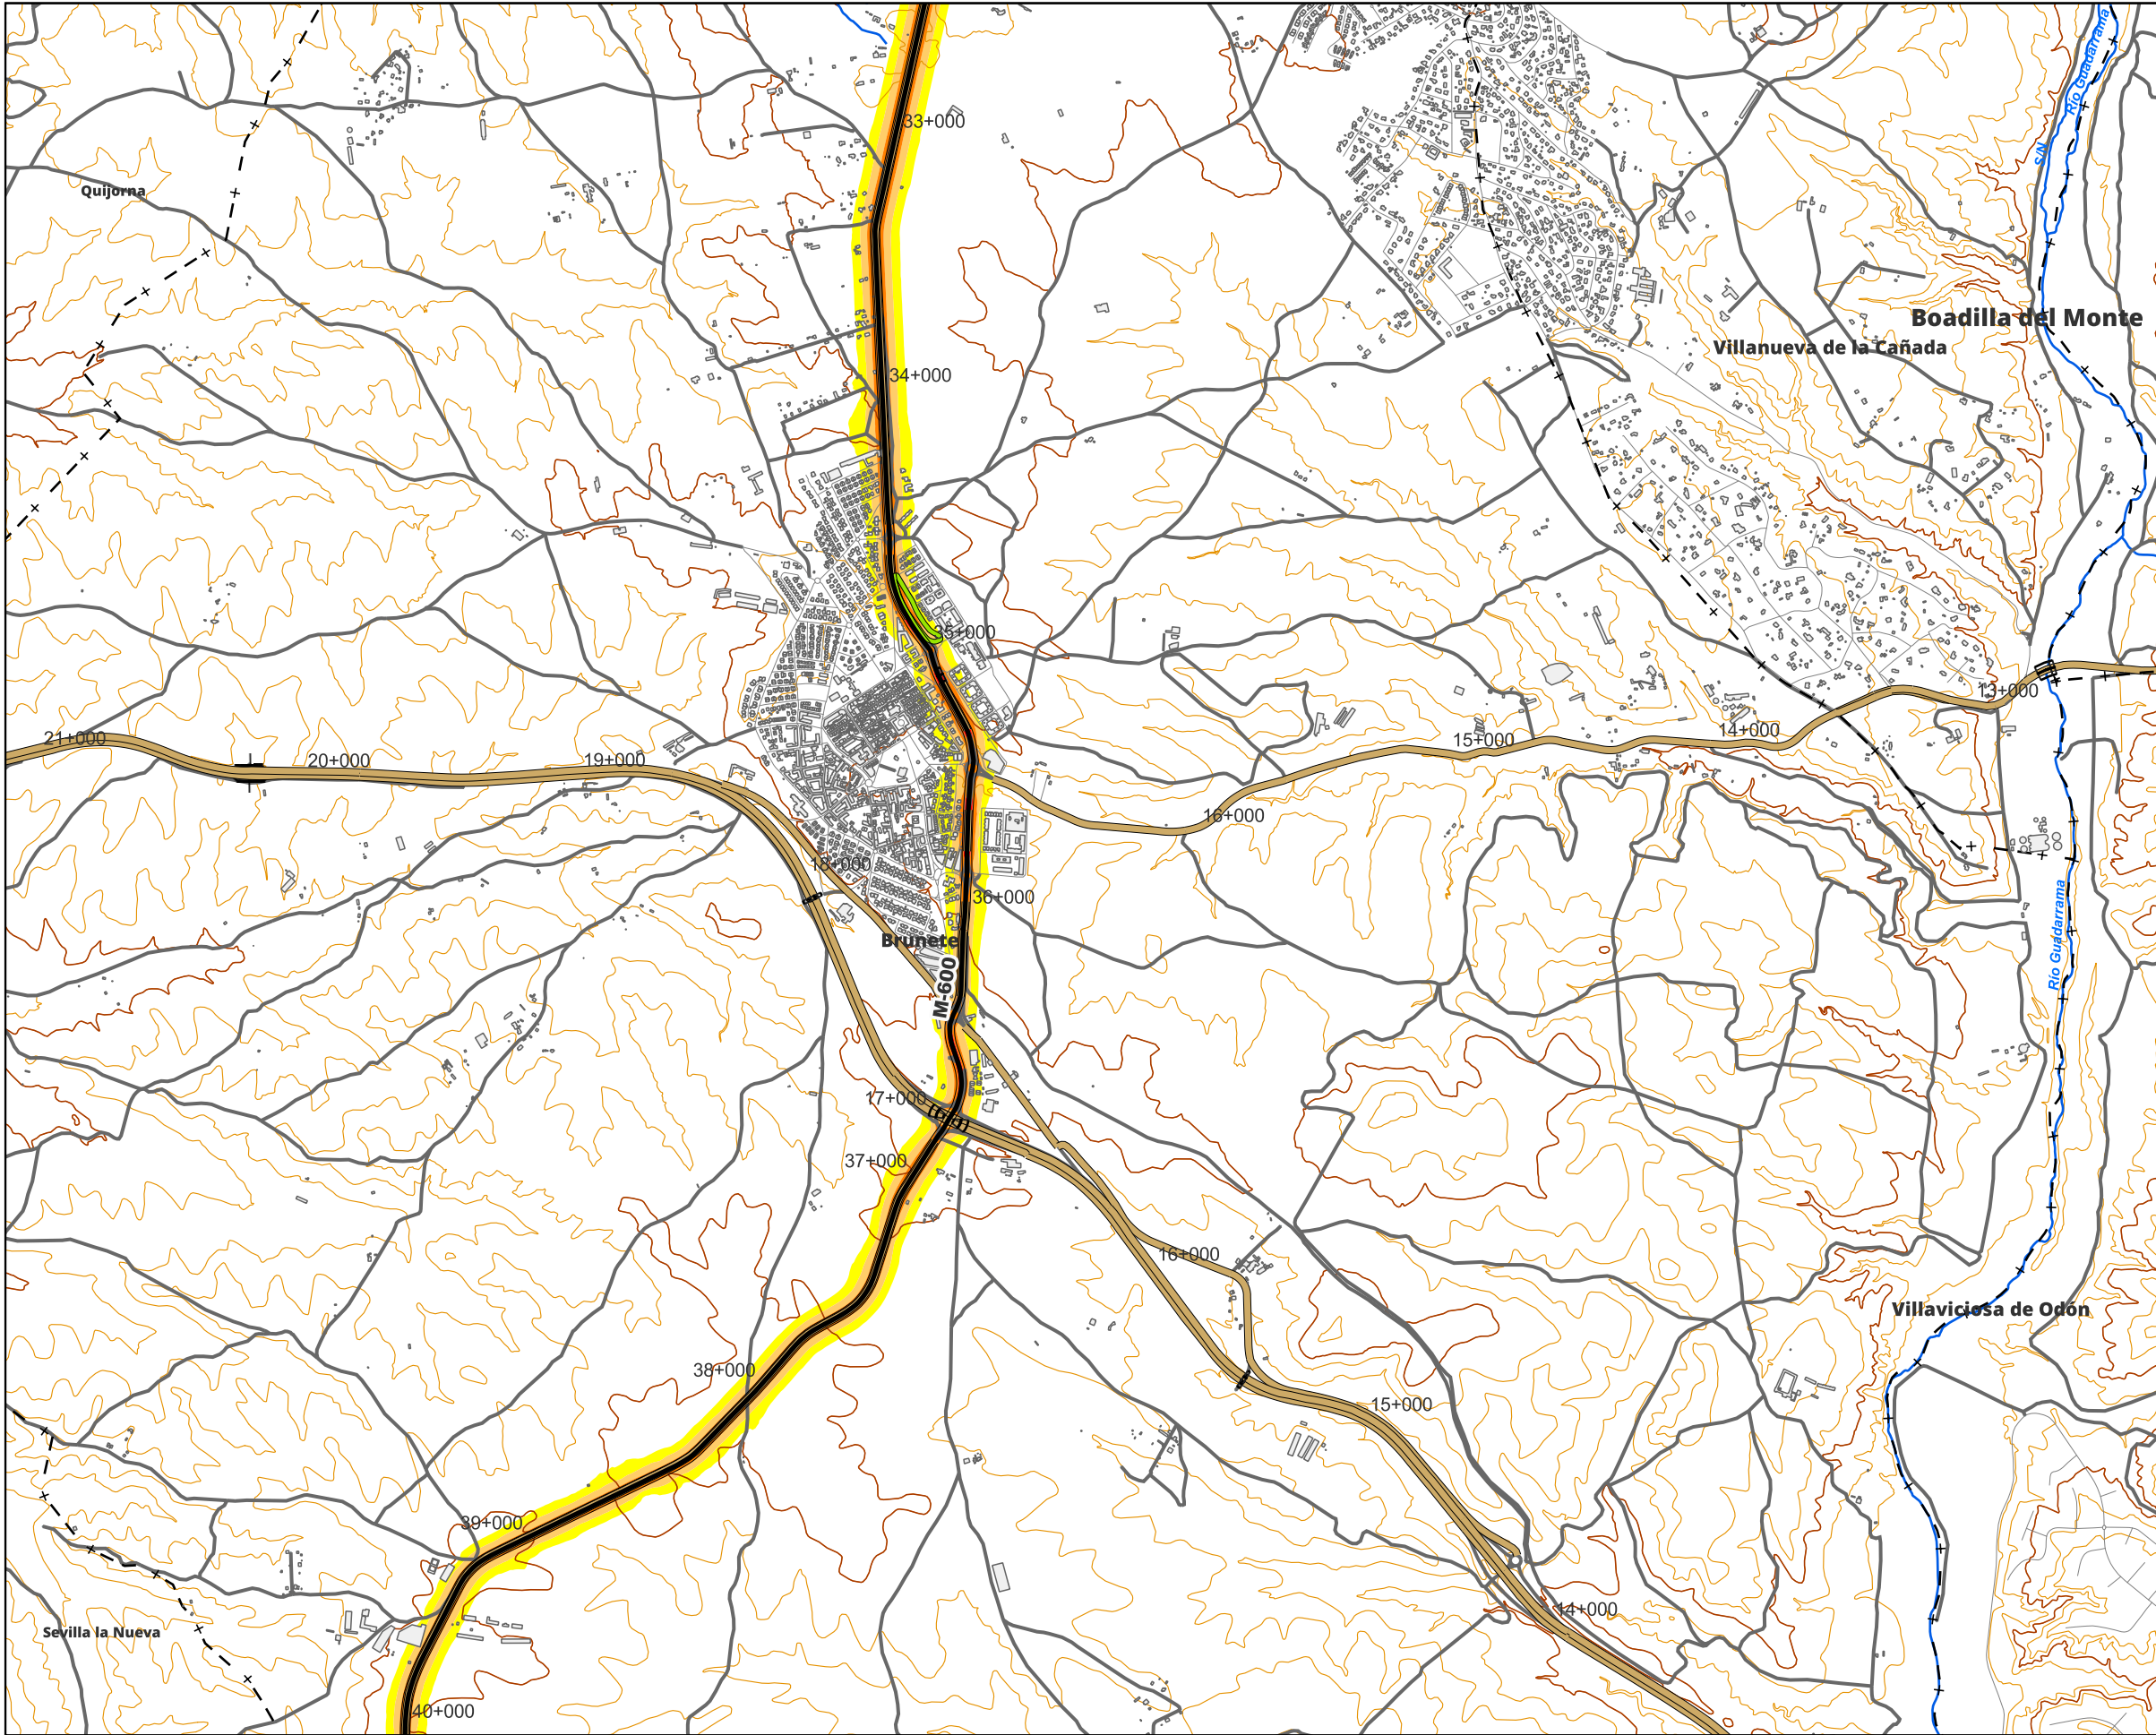 Río Guadarrama
33+000
S/N
Quijorna
Boadilla del Monte
Villanueva de la Cañada
34+000
35+000
13+000
14+000
15+000
21+000
20+000
19+000
16+000
18+000
36+000
Brunete
Río Guadarrama
M-600
17+000
37+000
16+000
Villaviciosa de Odón
38+000
15+000
39+000
14+000
Sevilla la Nueva
40+000